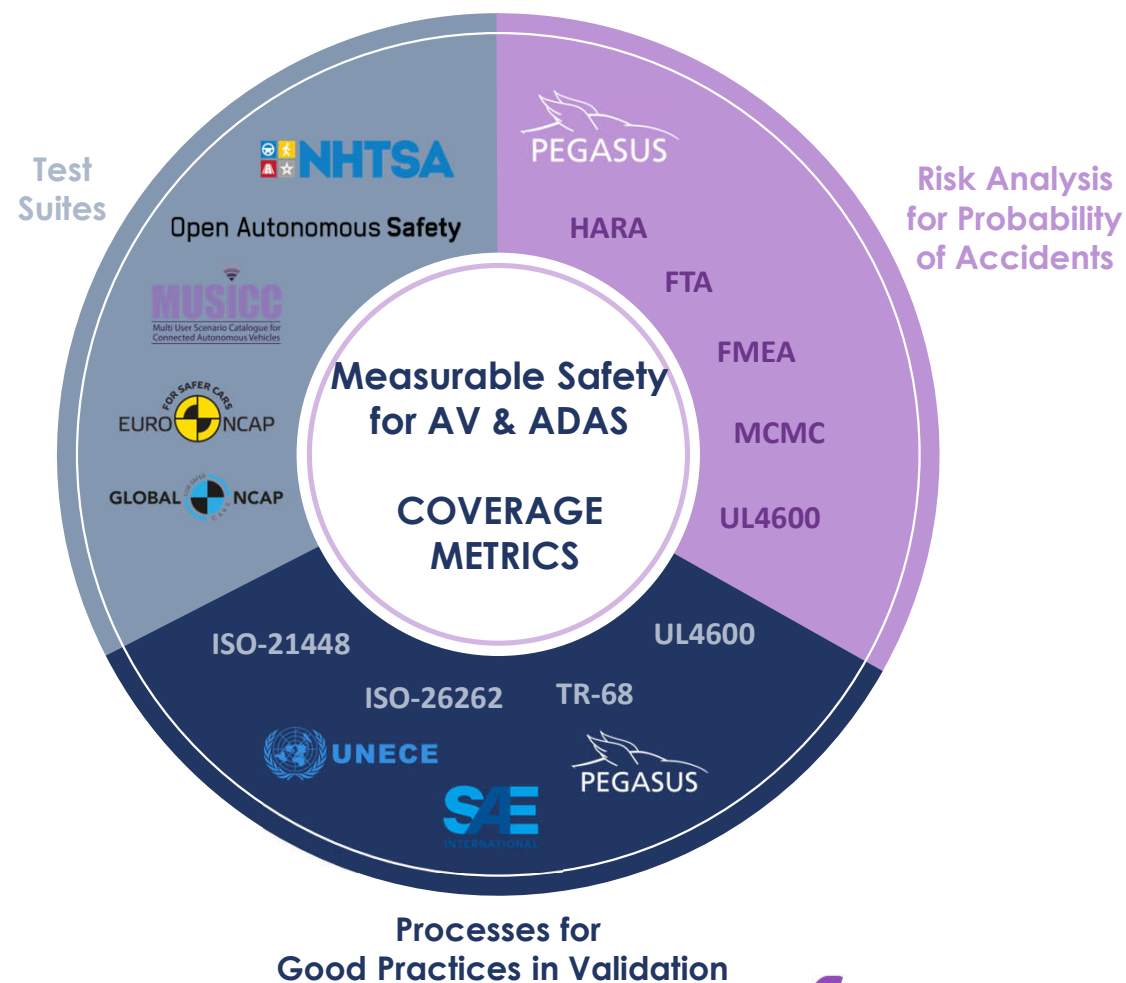 Test
Suites
NHTSA
Open Autonomous Safety
MUSICC
Multi User Scenario Catalogue for
Connected Autonomous Vehicles
FOR SAFER CARS
EURO NCAP
FOR SAFER CARS
GLOBAL NCAP
PEGASUS
HARA
FTA
FMEA
MCMC
UL4600
Risk Analysis
for Probability
of Accidents
Measurable Safety
for AV & ADAS
COVERAGE
METRICS
ISO-21448
ISO-26262
TR-68
UL4600
UNECE
SAE
INTERNATIONAL
PEGASUS
Processes for
Good Practices in Validation